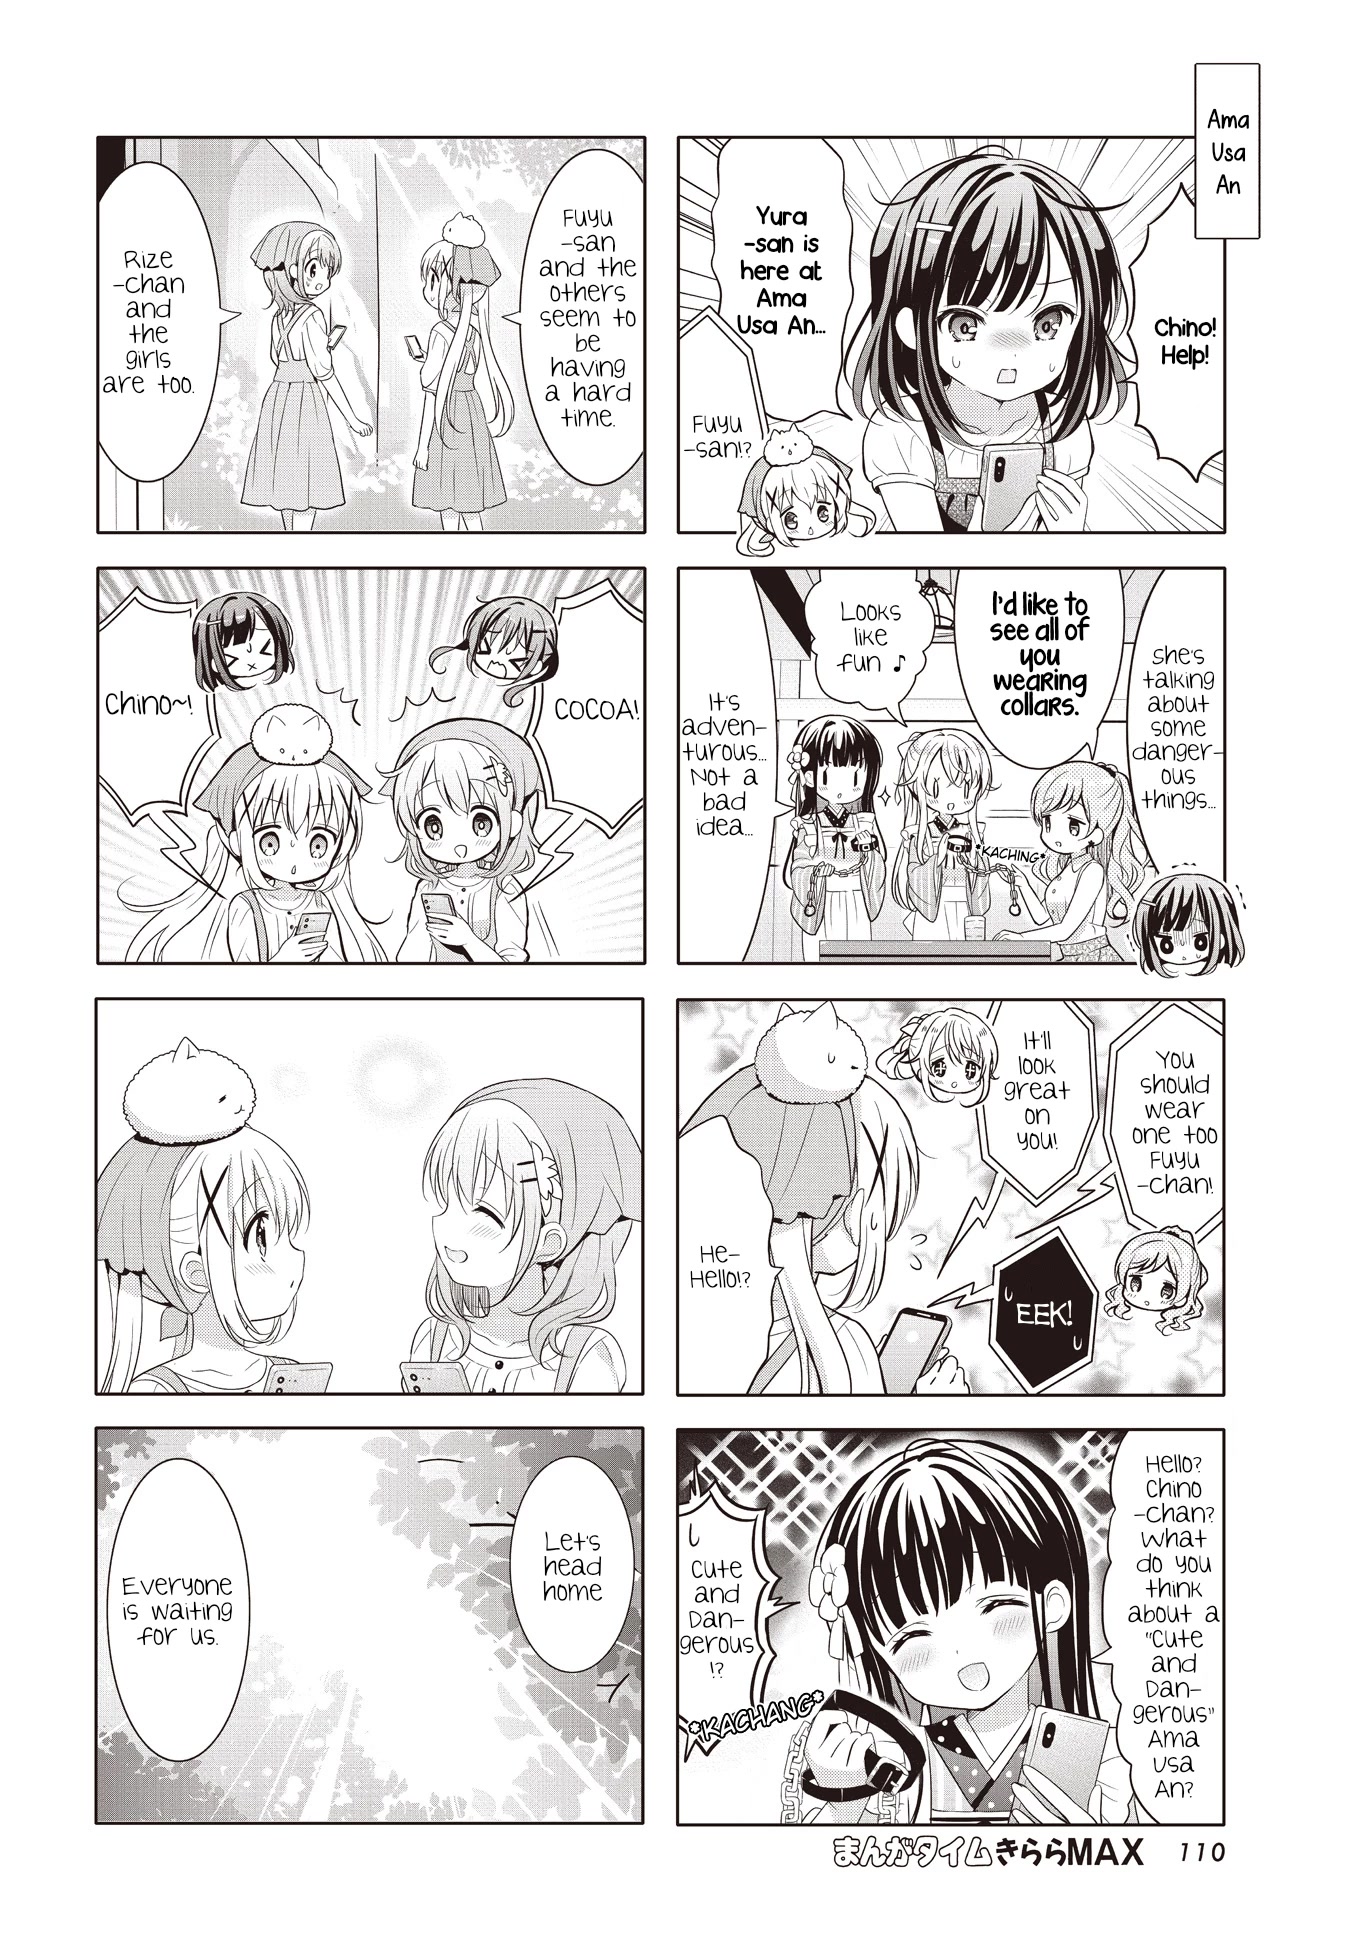 Ama
Usa
An
Chino!
Help!
Yura
-san is
here at
Ama
Usa An...
Fuyu
-san!?
She's
talking
about
some
danger-
ous
things...
I'd like to
see all of
you
wearing
collars.
Looks
like
fun ♪
It's
adven-
turous...
Not a
bad
idea...
*KACHING*
You
should
wear
one too
Fuyu
-chan!
It'll
look
great
on
you!
EEK!
He-
Hello!?
Hello?
Chino
-chan?
What
do you
think
about a
"Cute
and
Dan-
gerous"
Ama
Usa
An?
Cute
and
Dan-
gerous
!?
*KACHANG*
Fuyu
-san
and the
others
seem to
be
having
a hard
time.
Rize
-chan
and
the
girls
are too.
COCOA!
Chino~!
Let's
head
home
Everyone
is waiting
for us.
まんがタイムきららMAX 110